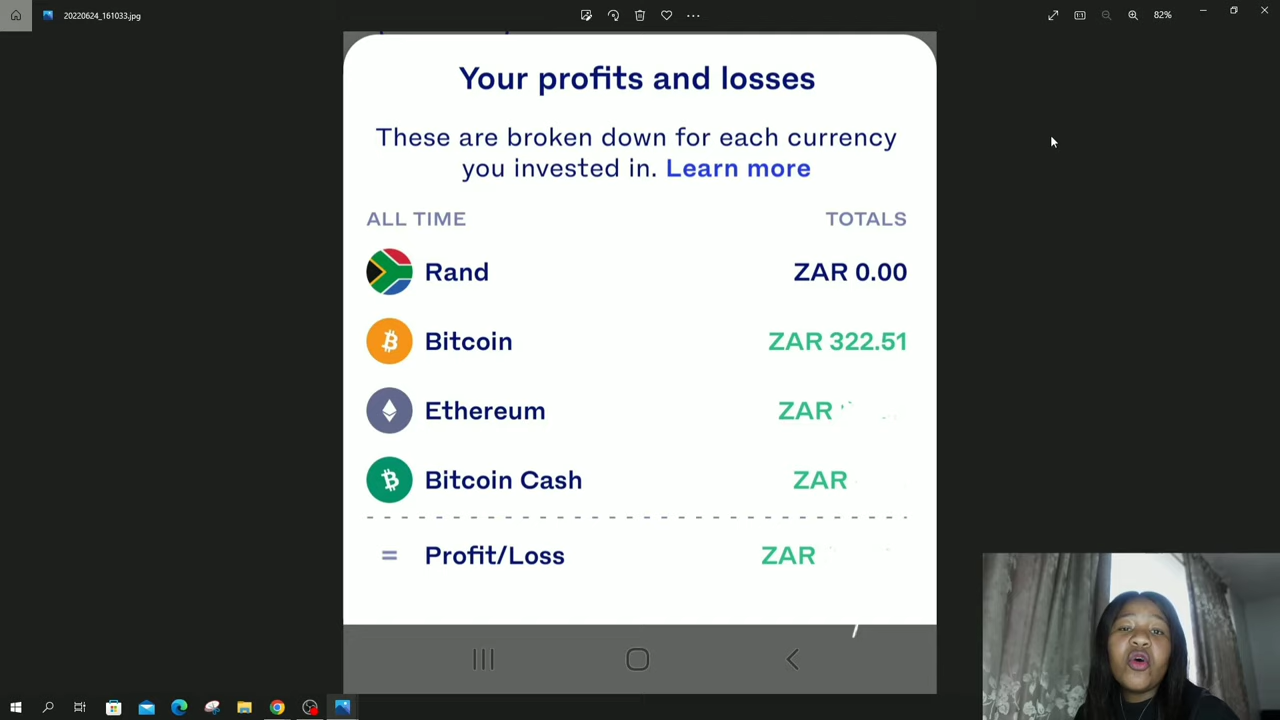 20220624_161033.jpg
82%
Your profits and losses
These are broken down for each currency
you invested in. Learn more
ALL TIME TOTALS
Rand ZAR 0.00
Bitcoin ZAR 322.51
Ethereum ZAR
Bitcoin Cash ZAR
= Profit/Loss ZAR